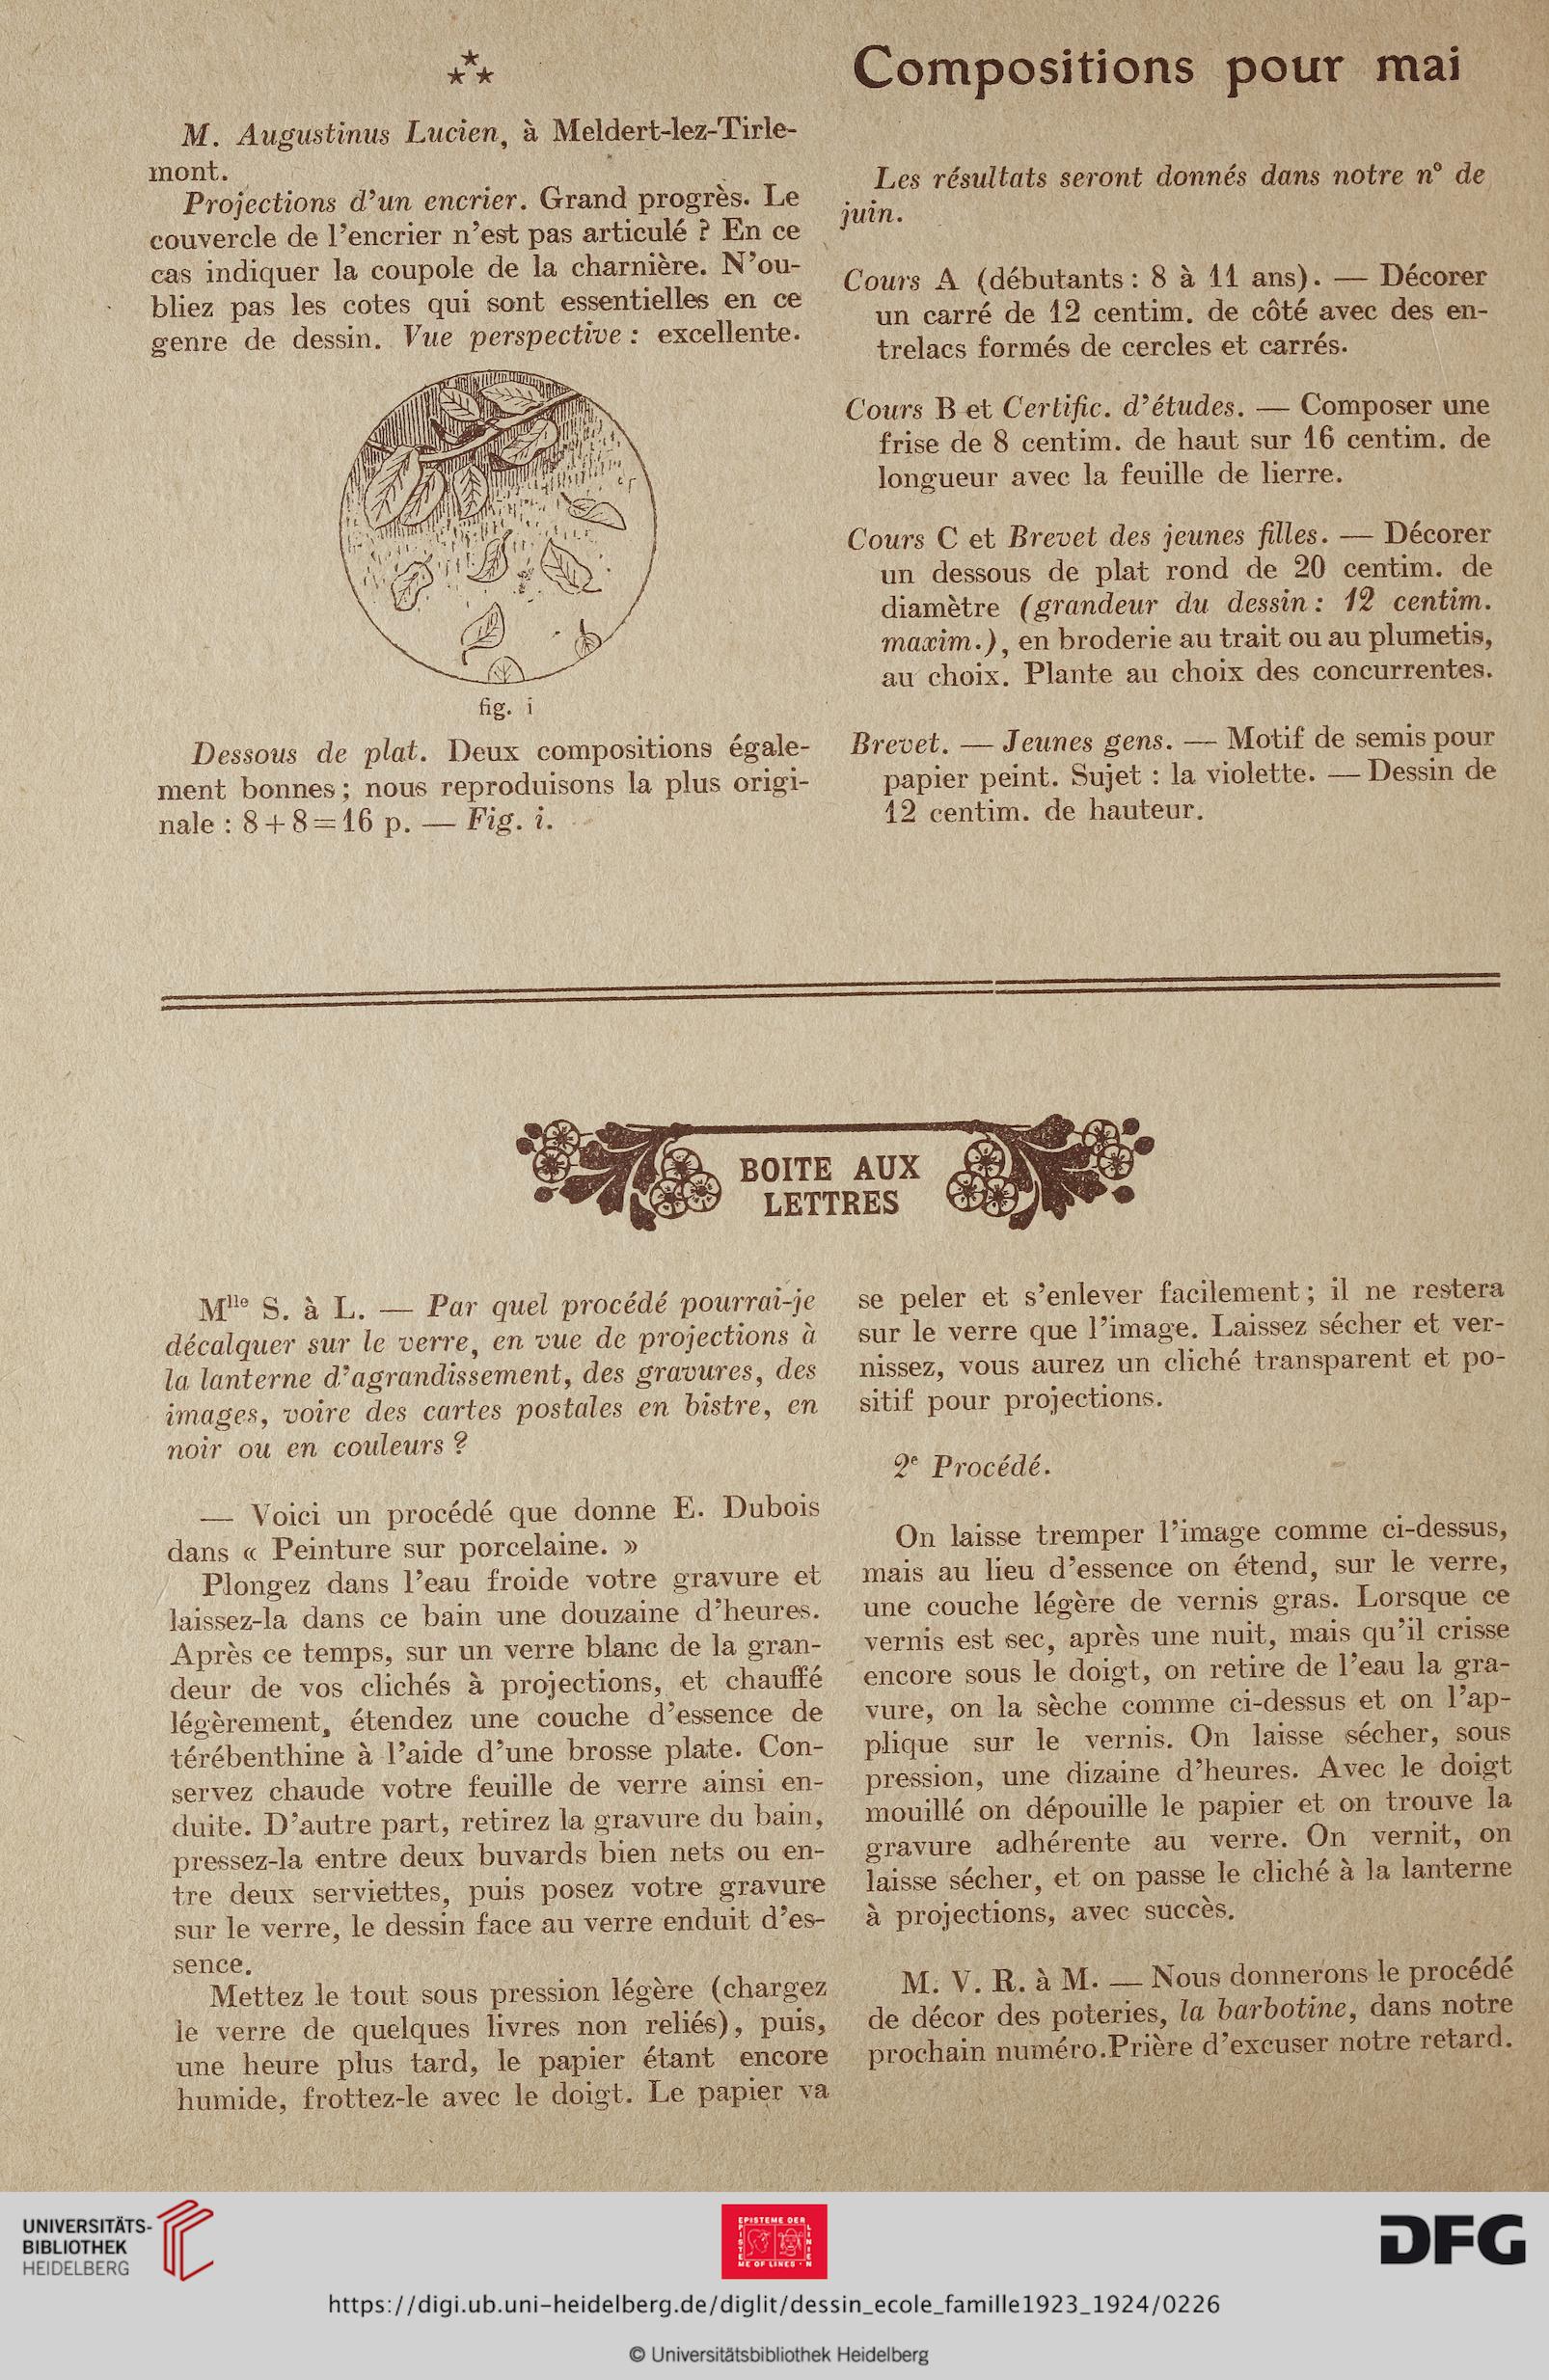 M. Augustinus Lucien, à Meldert-lez-Tirle-
mont.
Projections d'un encrier. Grand progrès. Le
couvercle de l'encrier n'est pas articulé ? En ce
cas indiquer la coupole de la charnière. N'ou-
bliez pas les cotes qui sont essentielles en ce
genre de dessin. Vue perspective : excellente.
fig. i
Dessous de plat. Deux compositions égale-
ment bonnes ; nous reproduisons la plus origi-
nale : 8+8=16 p. — Fig. i.
Compositions pour mai
Les résultats seront donnés dans notre n° de
juin.
Cours A (débutants : 8 à 11 ans). — Décorer
un carré de 12 centim. de côté avec des en-
trelacs formés de cercles et carrés.
Cours B et Certific. d'études. — Composer une
frise de 8 centim. de haut sur 16 centim. de
longueur avec la feuille de lierre.
Cours C et Brevet des jeunes filles. — Décorer
un dessous de plat rond de 20 centim. de
diamètre (grandeur du dessin : 12 centim.
maxim.), en broderie au trait ou au plumetis,
au choix. Plante au choix des concurrentes.
Brevet. — Jeunes gens. — Motif de semis pour
papier peint. Sujet : la violette. — Dessin de
12 centim. de hauteur.
BOITE AUX
LETTRES
Mlle S. à L. — Par quel procédé pourrai-je
décalquer sur le verre, en vue de projections à
la lanterne d'agrandissement, des gravures, des
images, voire des cartes postales en bistre, en
noir ou en couleurs ?
— Voici un procédé que donne E. Dubois
dans « Peinture sur porcelaine. »
Plongez dans l'eau froide votre gravure et
laissez-la dans ce bain une douzaine d'heures.
Après ce temps, sur un verre blanc de la gran-
deur de vos clichés à projections, et chauffé
légèrement, étendez une couche d'essence de
térébenthine à l'aide d'une brosse plate. Con-
servez chaude votre feuille de verre ainsi en-
duite. D'autre part, retirez la gravure du bain,
pressez-la entre deux buvards bien nets ou en-
tre deux serviettes, puis posez votre gravure
sur le verre, le dessin face au verre enduit d'es-
sence.
Mettez le tout sous pression légère (chargez
le verre de quelques livres non reliés), puis,
une heure plus tard, le papier étant encore
humide, frottez-le avec le doigt. Le papier va
se peler et s'enlever facilement ; il ne restera
sur le verre que l'image. Laissez sécher et ver-
nissez, vous aurez un cliché transparent et po-
sitif pour projections.
2e Procédé.
On laisse tremper l'image comme ci-dessus,
mais au lieu d'essence on étend, sur le verre,
une couche légère de vernis gras. Lorsque ce
vernis est sec, après une nuit, mais qu'il crisse
encore sous le doigt, on retire de l'eau la gra-
vure, on la sèche comme ci-dessus et on l'ap-
plique sur le vernis. On laisse sécher, sous
pression, une dizaine d'heures. Avec le doigt
mouillé on dépouille le papier et on trouve la
gravure adhérente au verre. On vernit, on
laisse sécher, et on passe le cliché à la lanterne
à projections, avec succès.
M. V. R. à M. — Nous donnerons le procédé
de décor des poteries, la barbotine, dans notre
prochain numéro. Prière d'excuser notre retard.
UNIVERSITÄTS-
BIBLIOTHEK
HEIDELBERG
EPISTEME DER
LINIEN
EPISTEME OF LINES
DFG
https://digi.ub.uni-heidelberg.de/diglit/dessin_ecole_famille1923_1924/0226
© Universitätsbibliothek Heidelberg